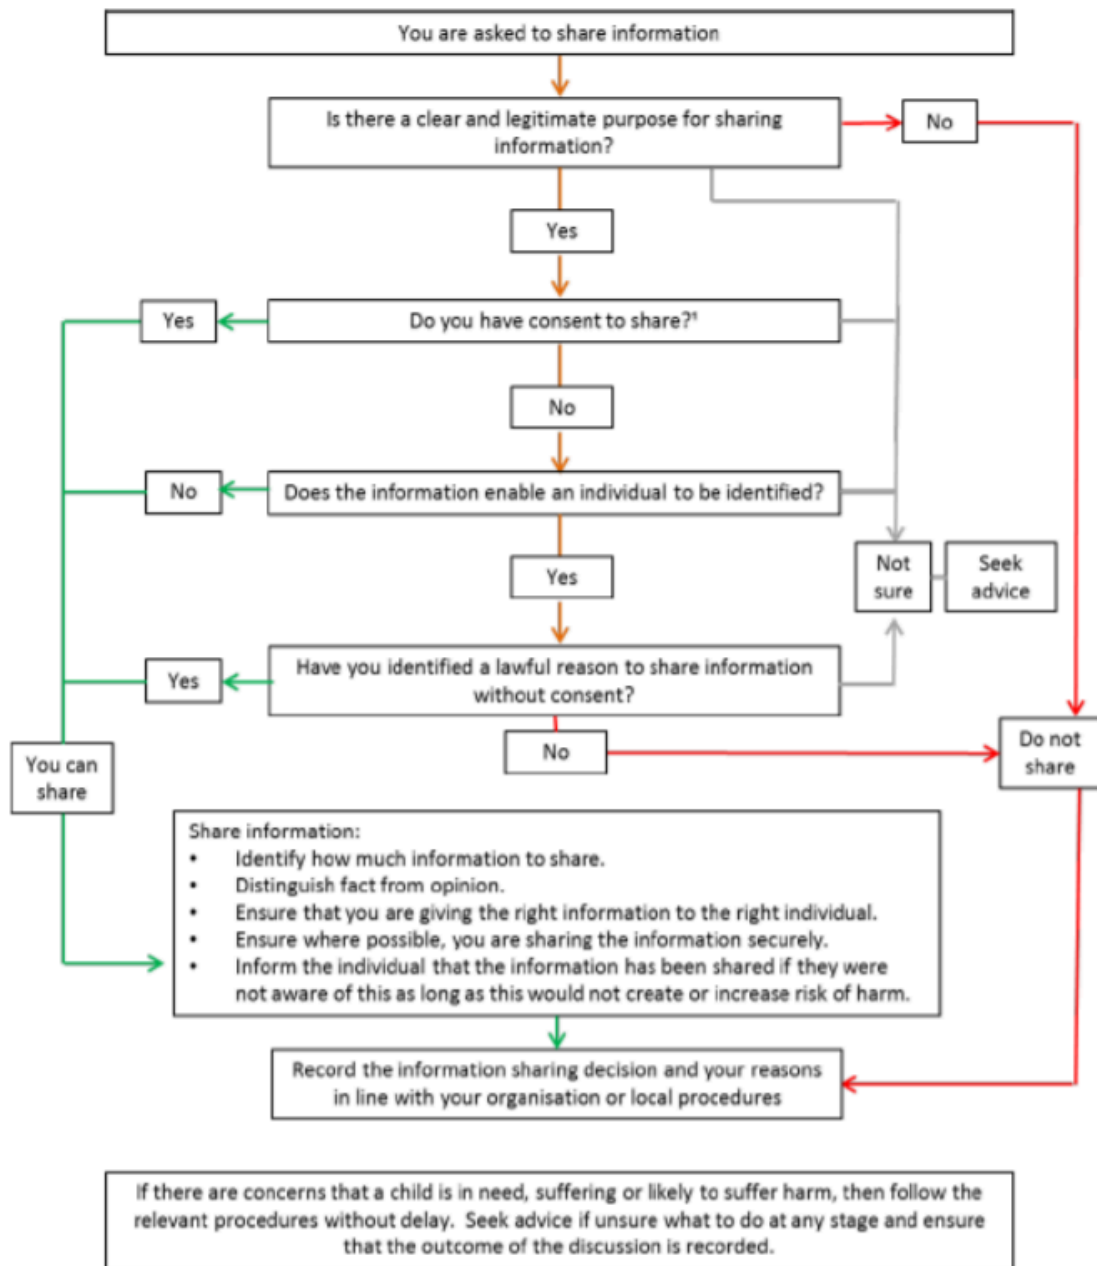 You are asked to share information
Is there a clear and legitimate purpose for sharing
information?
No
Yes
Yes
Do you have consent to share?¹
No
No
Does the information enable an individual to be identified?
Not
sure
Seek
advice
Yes
Yes
Have you identified a lawful reason to share information
without consent?
No
Do not
share
You can
share
Share information:
• Identify how much information to share.
• Distinguish fact from opinion.
• Ensure that you are giving the right information to the right individual.
• Ensure where possible, you are sharing the information securely.
• Inform the individual that the information has been shared if they were
not aware of this as long as this would not create or increase risk of harm.
Record the information sharing decision and your reasons
in line with your organisation or local procedures
If there are concerns that a child is in need, suffering or likely to suffer harm, then follow the
relevant procedures without delay. Seek advice if unsure what to do at any stage and ensure
that the outcome of the discussion is recorded.